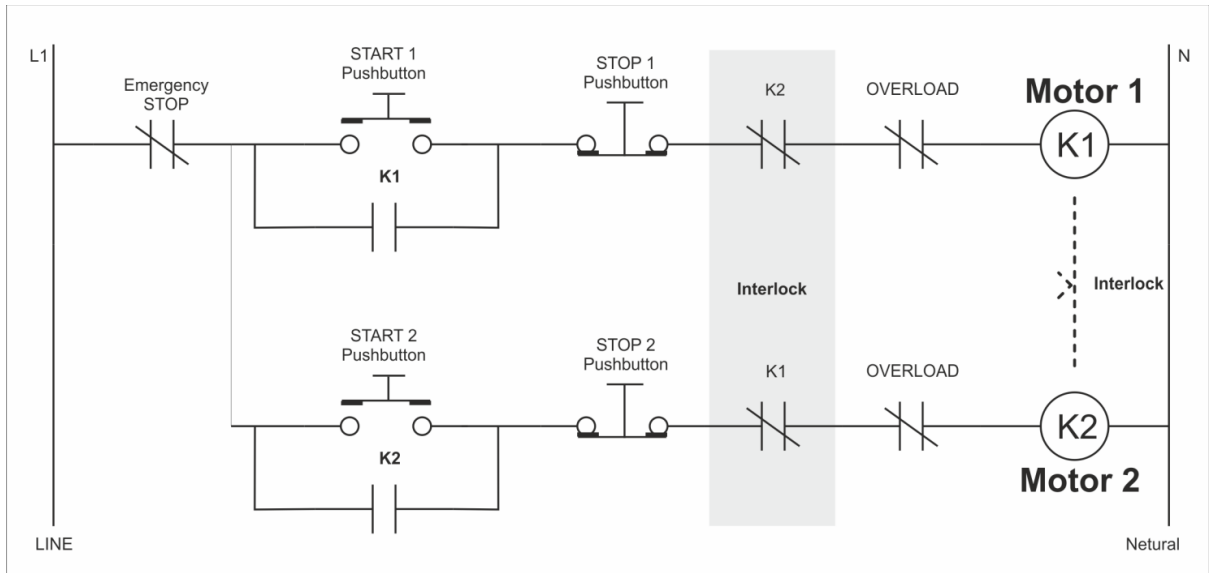 L1
N
START 1
Pushbutton
STOP 1
Pushbutton
Emergency
STOP
K2
OVERLOAD
Motor 1
K1
K1
Interlock
Interlock
START 2
Pushbutton
STOP 2
Pushbutton
K1
OVERLOAD
K2
K2
Motor 2
LINE
Netural